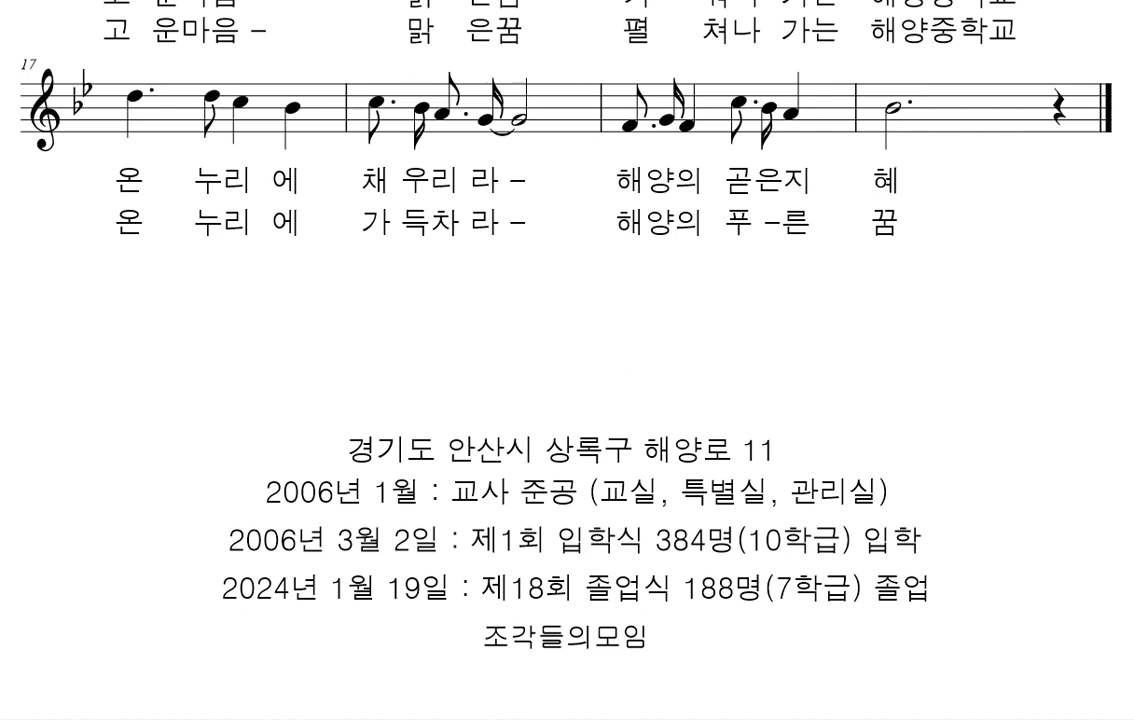 고 운마음 – 맑 은꿈 펼 쳐나 가는 해양중학교
17
온 누리 에 채 우리 라 – 해양의 곧은지 혜
온 누리 에 가 득차 라 – 해양의 푸 –른 꿈
경기도 안산시 상록구 해양로 11
2006년 1월 : 교사 준공 (교실, 특별실, 관리실)
2006년 3월 2일 : 제1회 입학식 384명(10학급) 입학
2024년 1월 19일 : 제18회 졸업식 188명(7학급) 졸업
조각들의모임